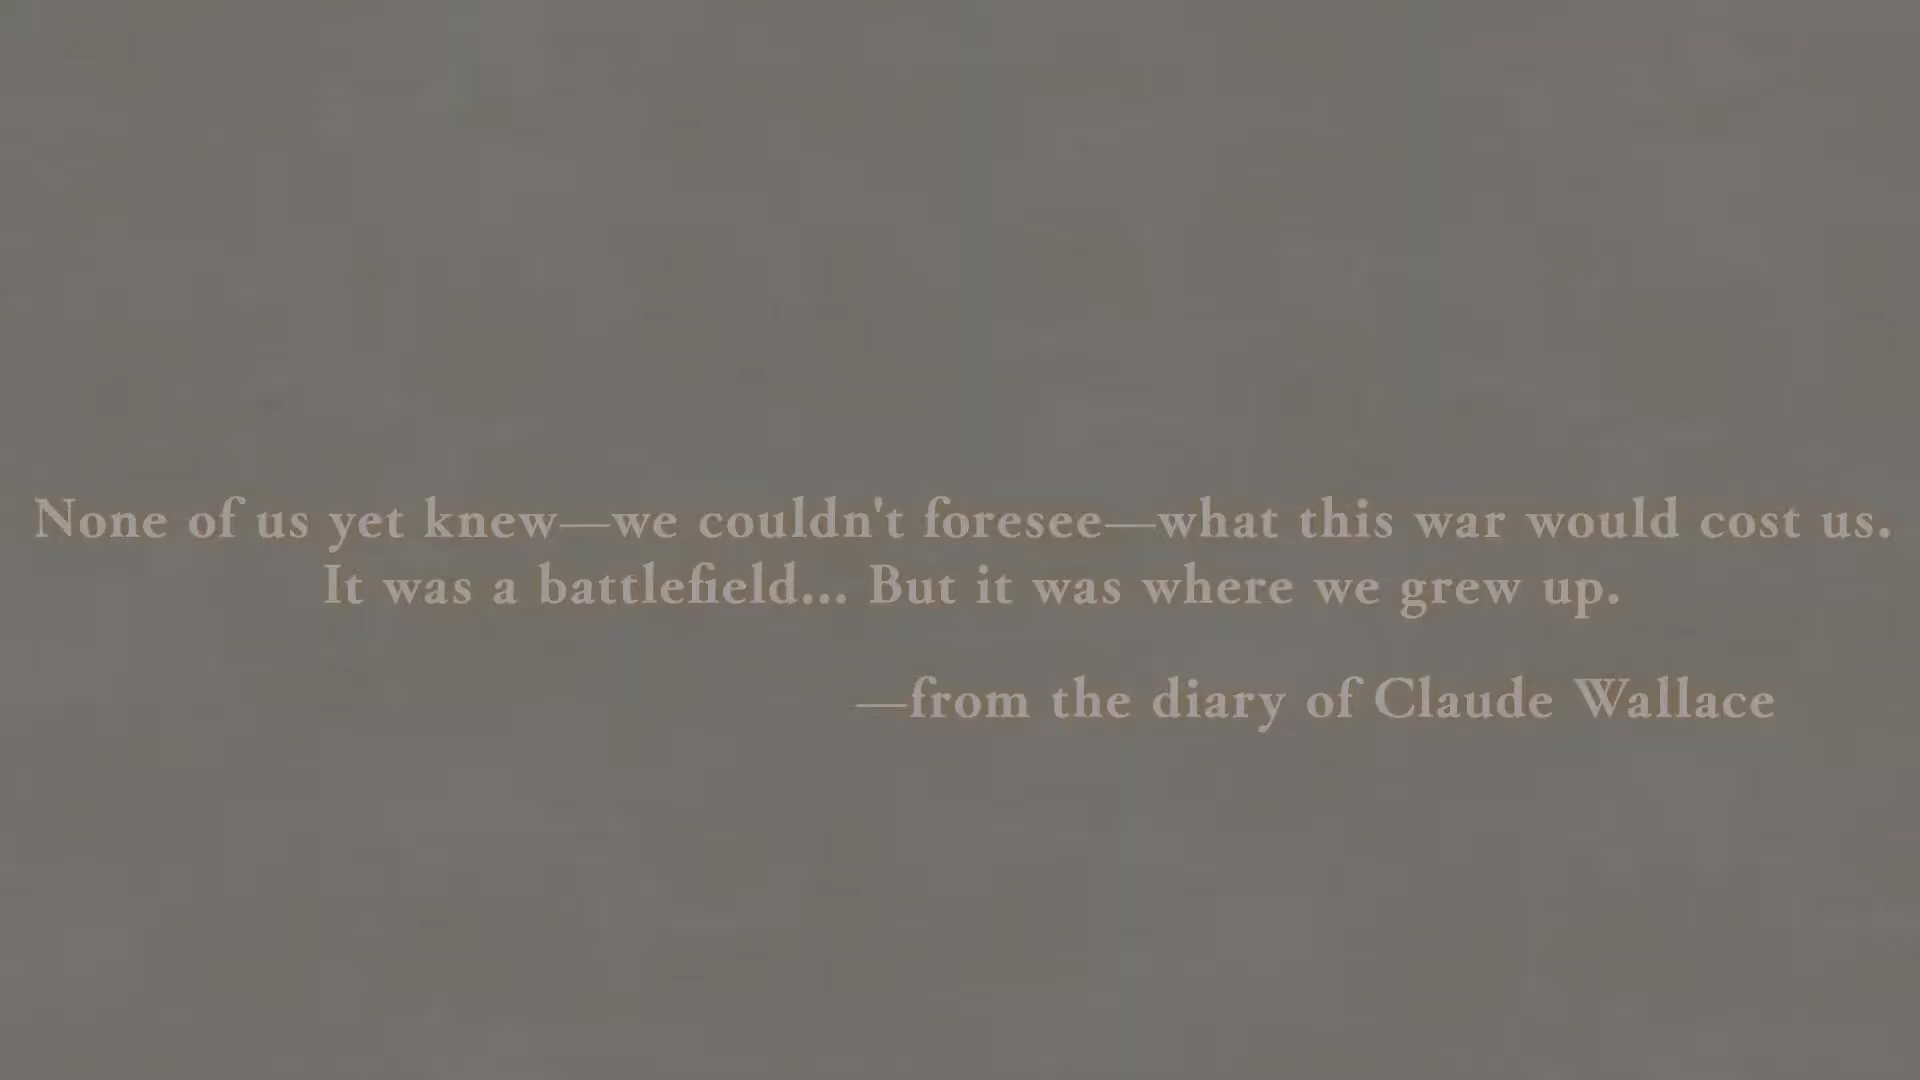 None of us yet knew—we couldn't foresee—what this war would cost us.
It was a battlefield... But it was where we grew up.
—from the diary of Claude Wallace